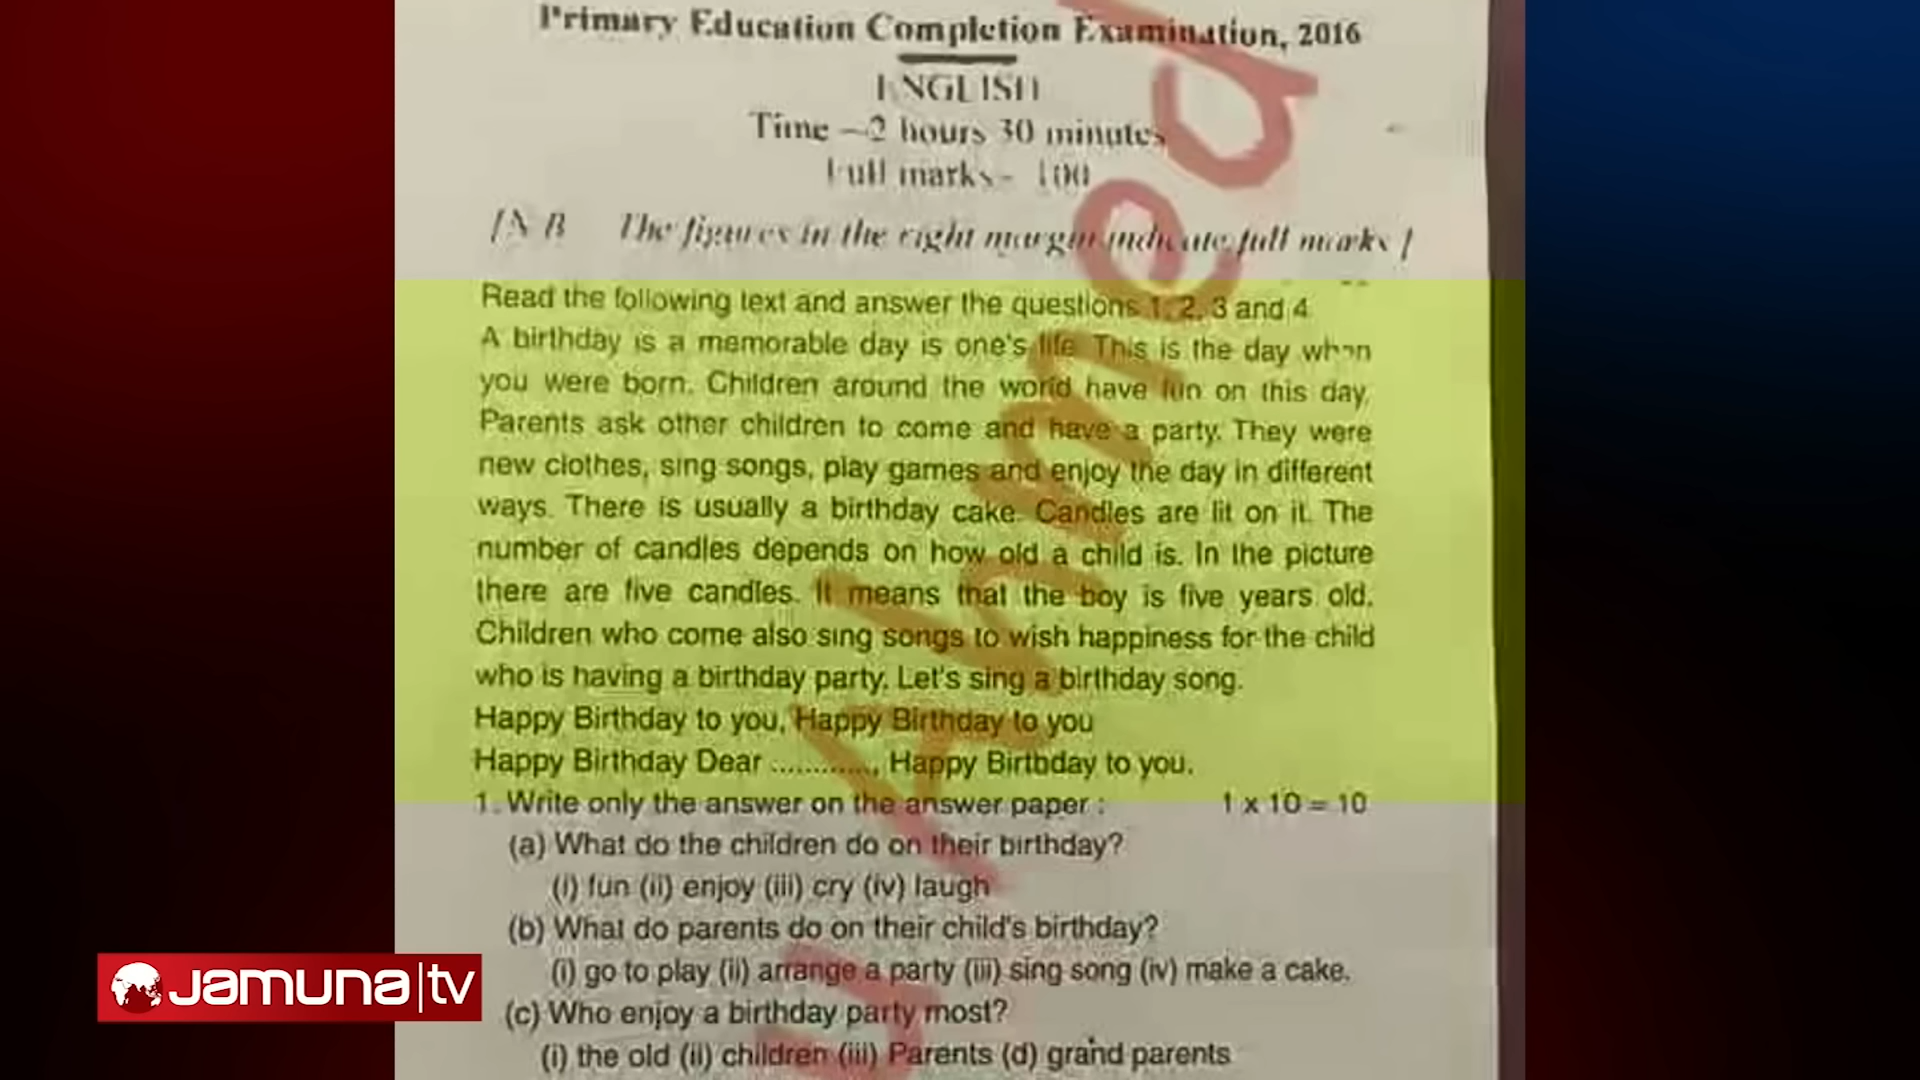 Primary Education Completion Examination, 2016
ENGLISH
Time – 2 hours 30 minutes
Full marks - 100
[N B The figures in the right margin indicate full marks ]
Read the following text and answer the questions 1, 2, 3 and 4
A birthday is a memorable day is one's life. This is the day when
you were born. Children around the world have fun on this day.
Parents ask other children to come and have a party. They were
new clothes, sing songs, play games and enjoy the day in different
ways. There is usually a birthday cake. Candles are lit on it. The
number of candles depends on how old a child is. In the picture
there are five candles. It means that the boy is five years old.
Children who come also sing songs to wish happiness for the child
who is having a birthday party. Let's sing a birthday song.
Happy Birthday to you, Happy Birthday to you
Happy Birthday Dear ............, Happy Birtbday to you.
1. Write only the answer on the answer paper : 1 x 10 = 10
(a) What do the children do on their birthday?
(i) fun (ii) enjoy (iii) cry (iv) laugh
(b) What do parents do on their child's birthday?
(i) go to play (ii) arrange a party (iii) sing song (iv) make a cake.
(c) Who enjoy a birthday party most?
(i) the old (ii) children (iii) Parents (d) grand parents
Ahmed
JAMUNA|tv